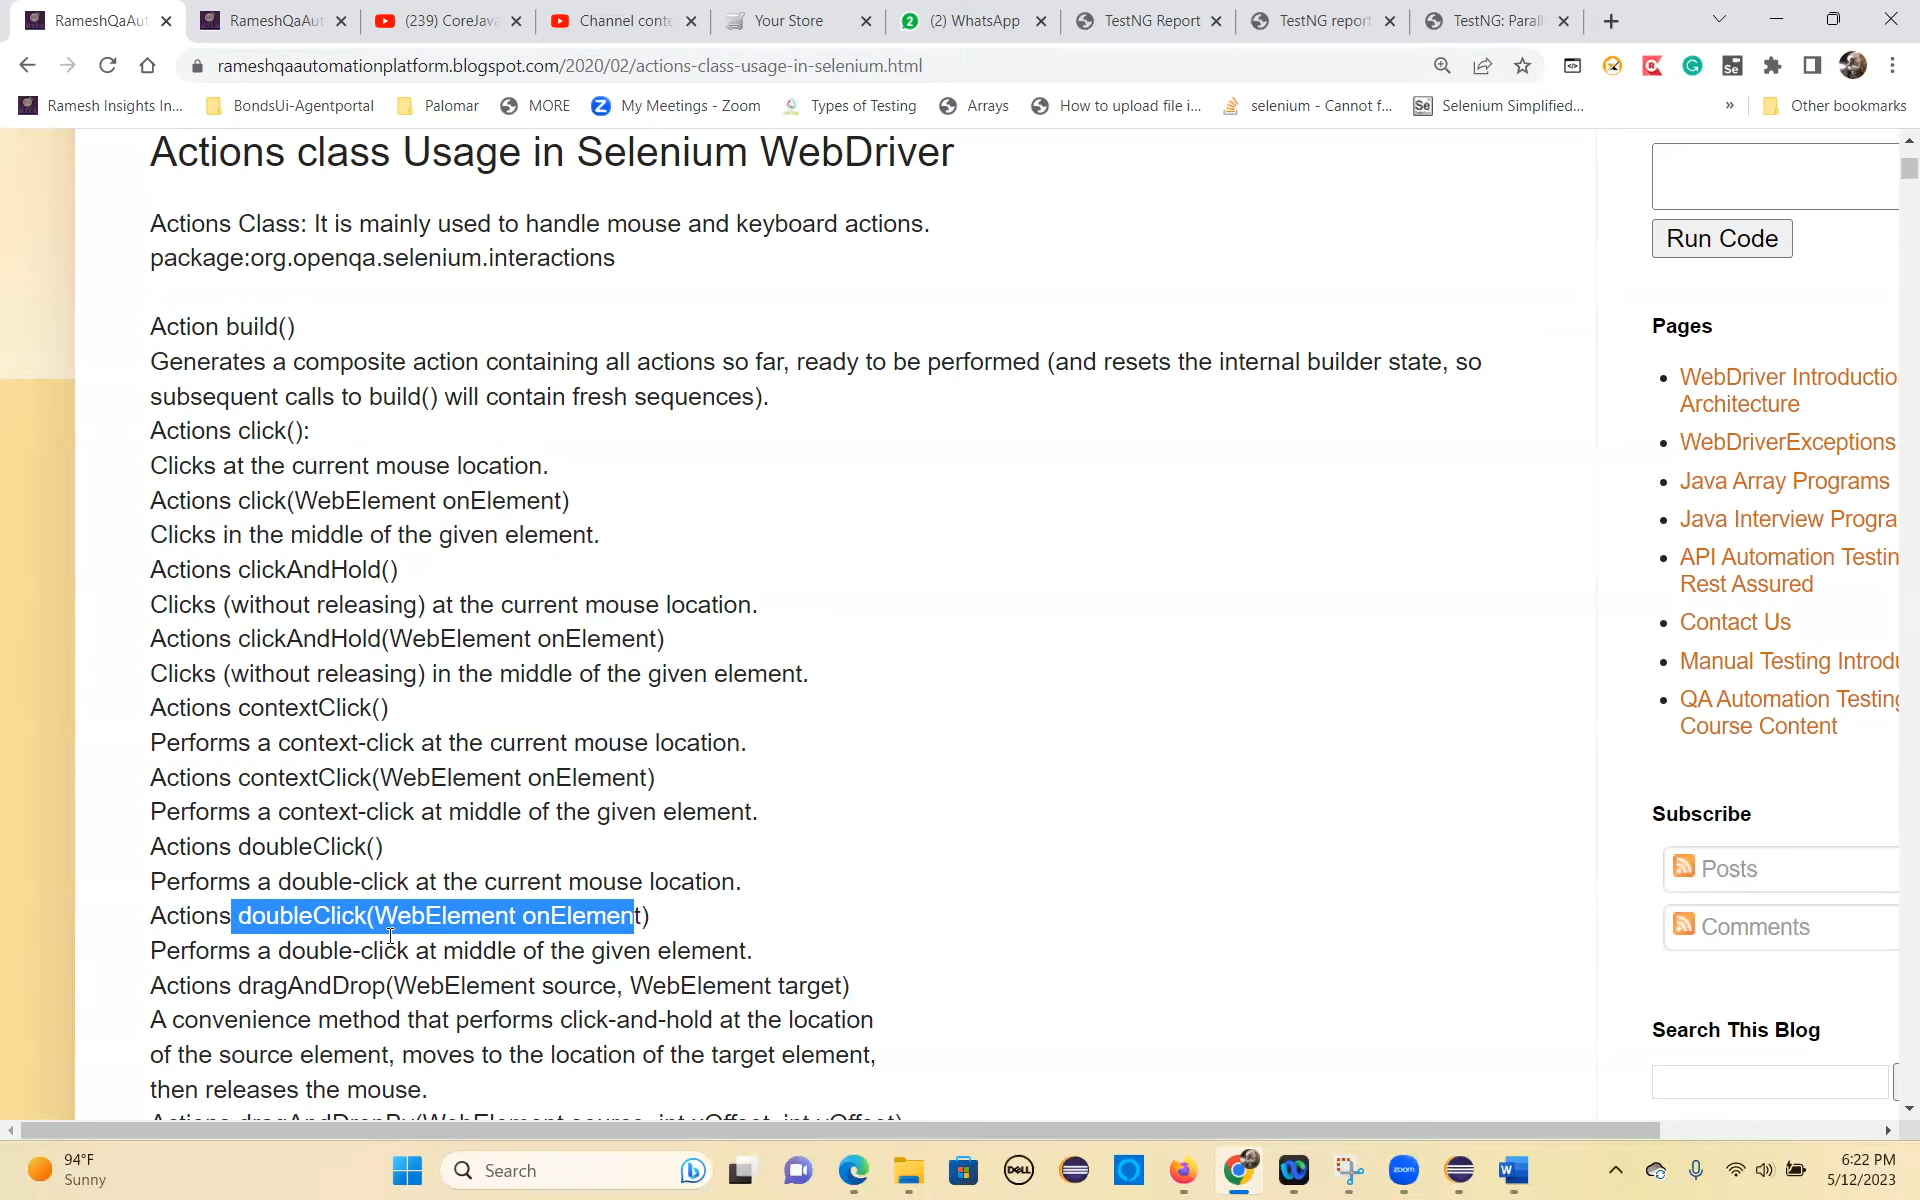 RameshQaAut
RameshQaAut
(239) CoreJava
Channel conte
Your Store
(2) WhatsApp
TestNG Report
TestNG report
TestNG: Parall
rameshqaautomationplatform.blogspot.com/2020/02/actions-class-usage-in-selenium.html
Ramesh Insights In...
BondsUi-Agentportal
Palomar
MORE
My Meetings - Zoom
Types of Testing
Arrays
How to upload file i...
selenium - Cannot f...
Selenium Simplified...
»
Other bookmarks
Actions class Usage in Selenium WebDriver
Actions Class: It is mainly used to handle mouse and keyboard actions.
package:org.openqa.selenium.interactions
Action build()
Generates a composite action containing all actions so far, ready to be performed (and resets the internal builder state, so
subsequent calls to build() will contain fresh sequences).
Actions click():
Clicks at the current mouse location.
Actions click(WebElement onElement)
Clicks in the middle of the given element.
Actions clickAndHold()
Clicks (without releasing) at the current mouse location.
Actions clickAndHold(WebElement onElement)
Clicks (without releasing) in the middle of the given element.
Actions contextClick()
Performs a context-click at the current mouse location.
Actions contextClick(WebElement onElement)
Performs a context-click at middle of the given element.
Actions doubleClick()
Performs a double-click at the current mouse location.
Actions doubleClick(WebElement onElement)
Performs a double-click at middle of the given element.
Actions dragAndDrop(WebElement source, WebElement target)
A convenience method that performs click-and-hold at the location
of the source element, moves to the location of the target element,
then releases the mouse.
Actions dragAndDropBy(WebElement source, int xOffset, int yOffset)
Run Code
Pages
WebDriver Introductio
Architecture
WebDriverExceptions
Java Array Programs
Java Interview Progra
API Automation Testin
Rest Assured
Contact Us
Manual Testing Introdu
QA Automation Testing
Course Content
Subscribe
Posts
Comments
Search This Blog
94°F
Sunny
Search
DELL
zoom
6:22 PM
5/12/2023